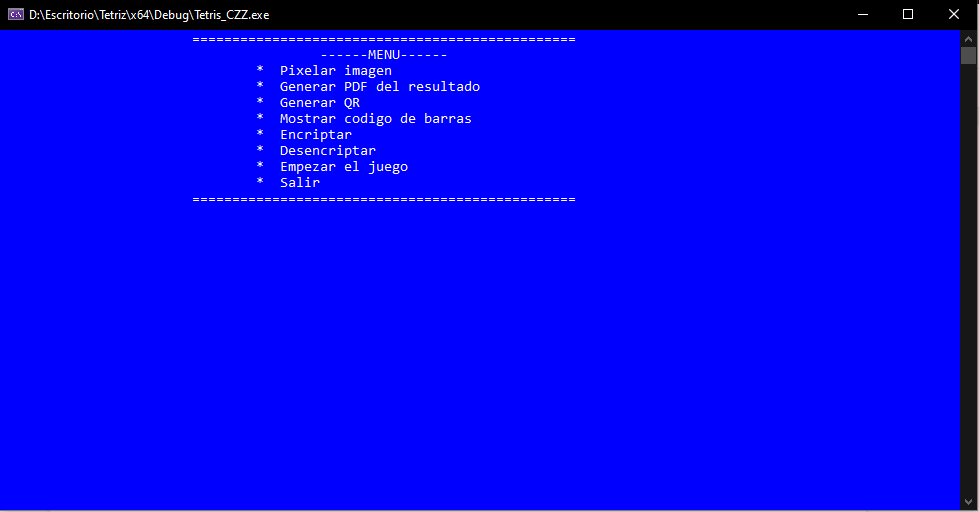 D:\Escritorio\Tetriz\x64\Debug\Tetris_CZZ.exe
================================================
------MENU------
* Pixelar imagen
* Generar PDF del resultado
* Generar QR
* Mostrar codigo de barras
* Encriptar
* Desencriptar
* Empezar el juego
* Salir
================================================